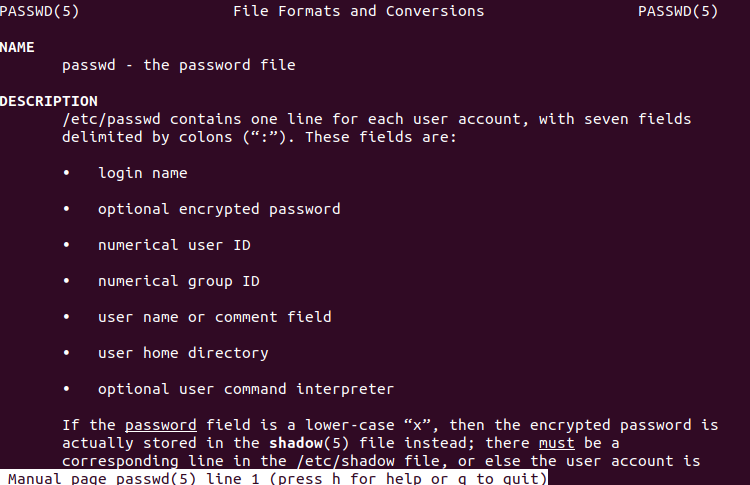 PASSWD(5) File Formats and Conversions PASSWD(5)
NAME
passwd - the password file
DESCRIPTION
/etc/passwd contains one line for each user account, with seven fields
delimited by colons (“:”). These fields are:
• login name
• optional encrypted password
• numerical user ID
• numerical group ID
• user name or comment field
• user home directory
• optional user command interpreter
If the password field is a lower-case “x”, then the encrypted password is
actually stored in the shadow(5) file instead; there must be a
corresponding line in the /etc/shadow file, or else the user account is
Manual page passwd(5) line 1 (press h for help or q to quit)